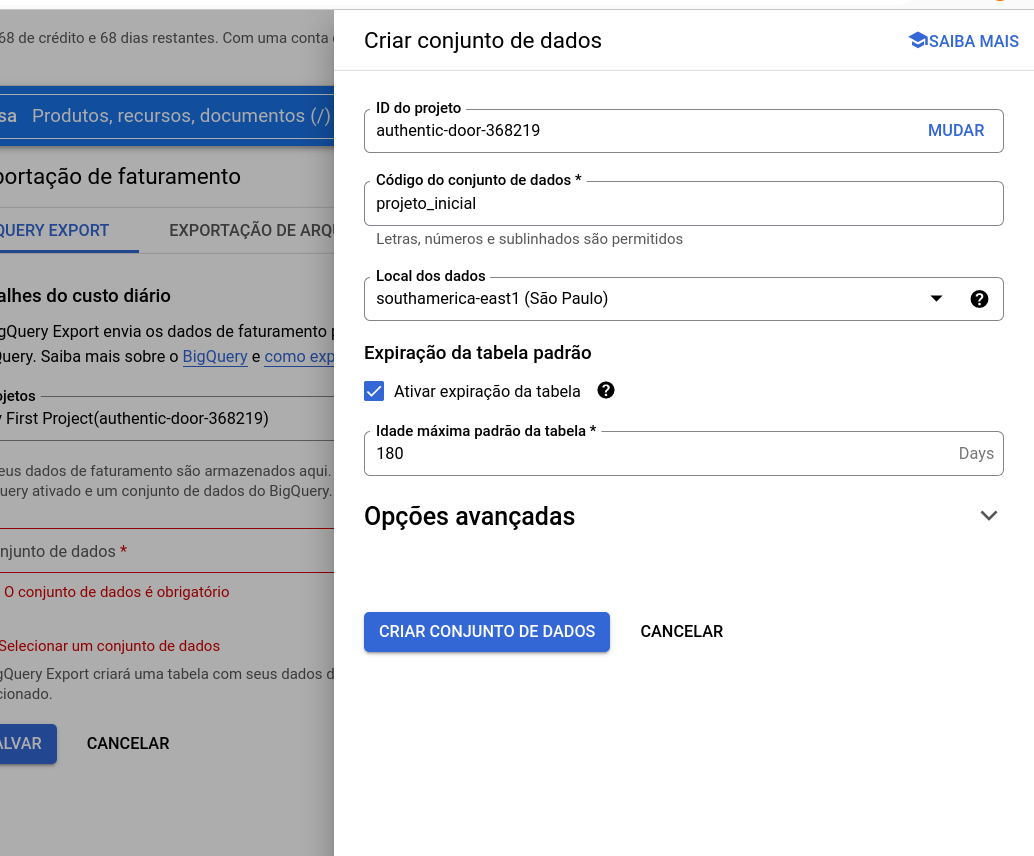 68 de crédito e 68 dias restantes. Com uma conta
sa Produtos, recursos, documentos (/)
portação de faturamento
QUERY EXPORT EXPORTAÇÃO DE ARQU
alhes do custo diário
gQuery Export envia os dados de faturamento p
Query. Saiba mais sobre o BigQuery e como exp
ojetos
y First Project(authentic-door-368219)
eus dados de faturamento são armazenados aqui.
uery ativado e um conjunto de dados do BigQuery.
njunto de dados *
O conjunto de dados é obrigatório
Selecionar um conjunto de dados
gQuery Export criará uma tabela com seus dados d
cionado.
ALVAR CANCELAR
Criar conjunto de dados
SAIBA MAIS
ID do projeto
authentic-door-368219 MUDAR
Código do conjunto de dados *
projeto_inicial
Letras, números e sublinhados são permitidos
Local dos dados
southamerica-east1 (São Paulo)
Expiração da tabela padrão
Ativar expiração da tabela
Idade máxima padrão da tabela *
180 Days
Opções avançadas
CRIAR CONJUNTO DE DADOS CANCELAR